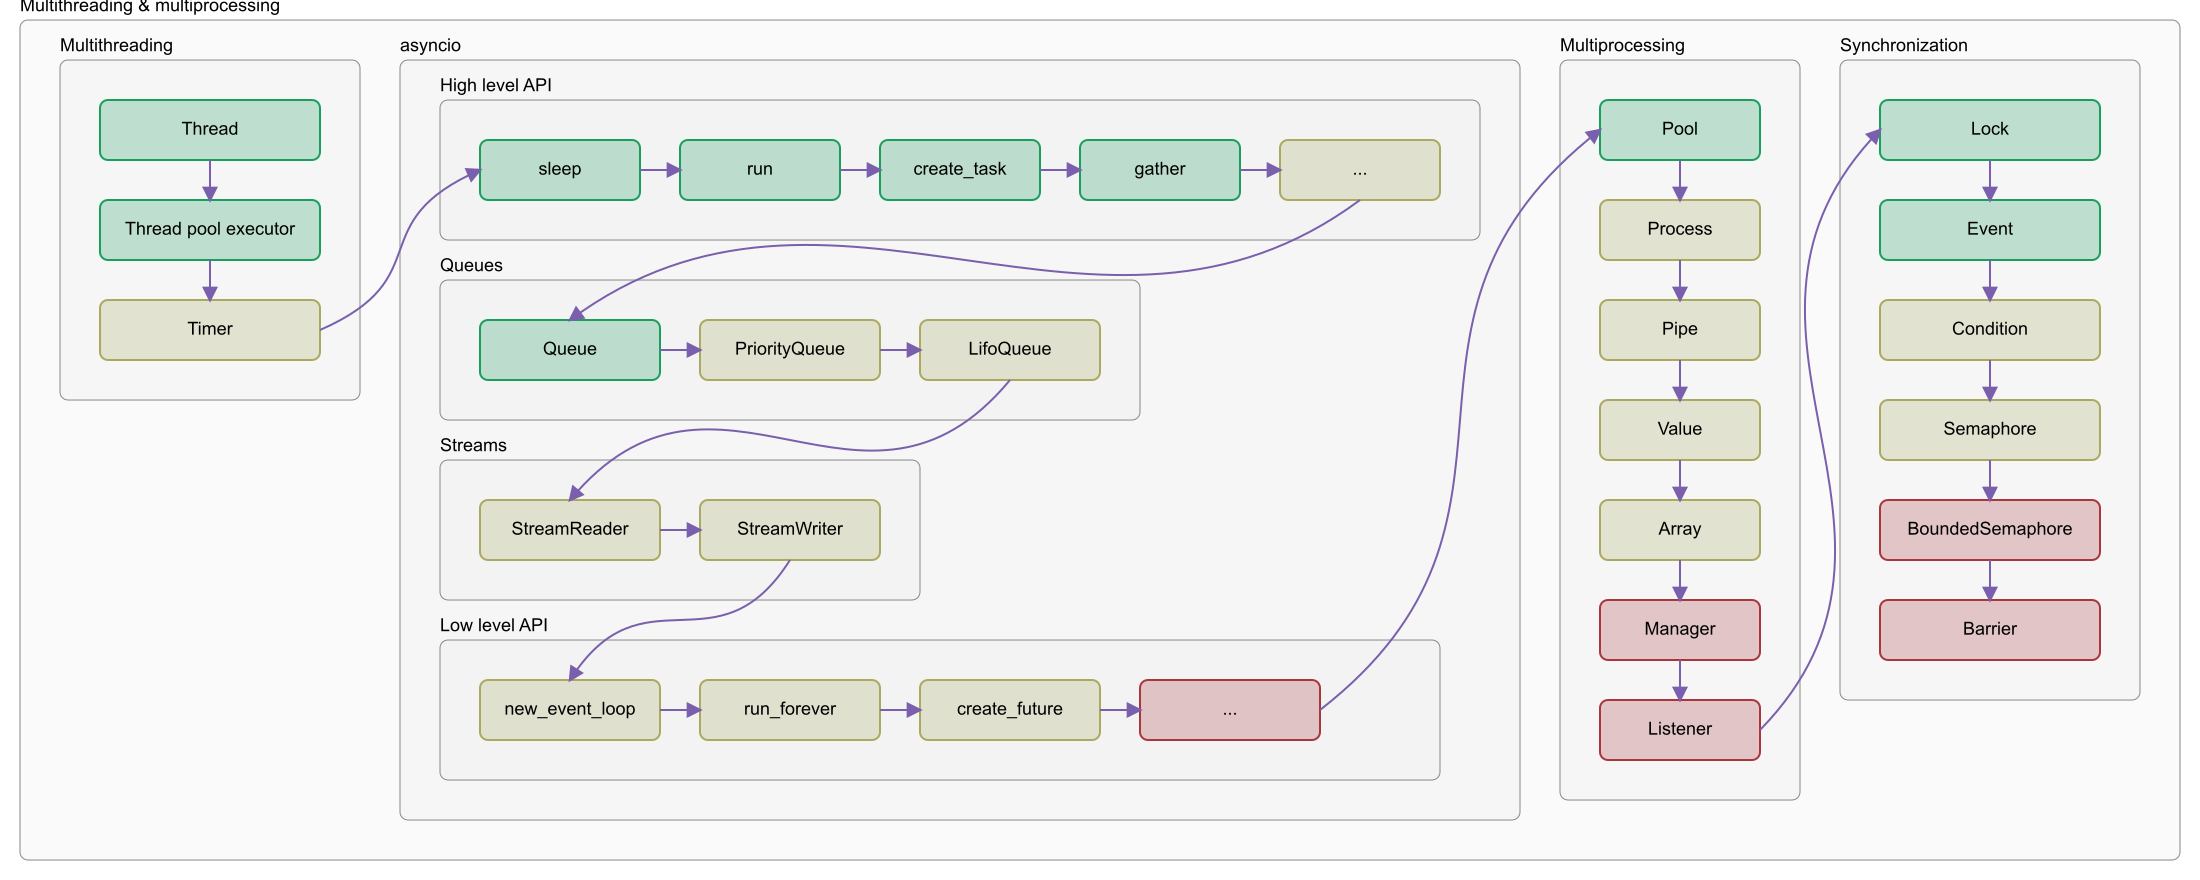 Multithreading & multiprocessing
Multithreading
Thread
Thread pool executor
Timer
asyncio
High level API
sleep
run
create_task
gather
...
Queues
Queue
PriorityQueue
LifoQueue
Streams
StreamReader
StreamWriter
Low level API
new_event_loop
run_forever
create_future
...
Multiprocessing
Pool
Process
Pipe
Value
Array
Manager
Listener
Synchronization
Lock
Event
Condition
Semaphore
BoundedSemaphore
Barrier